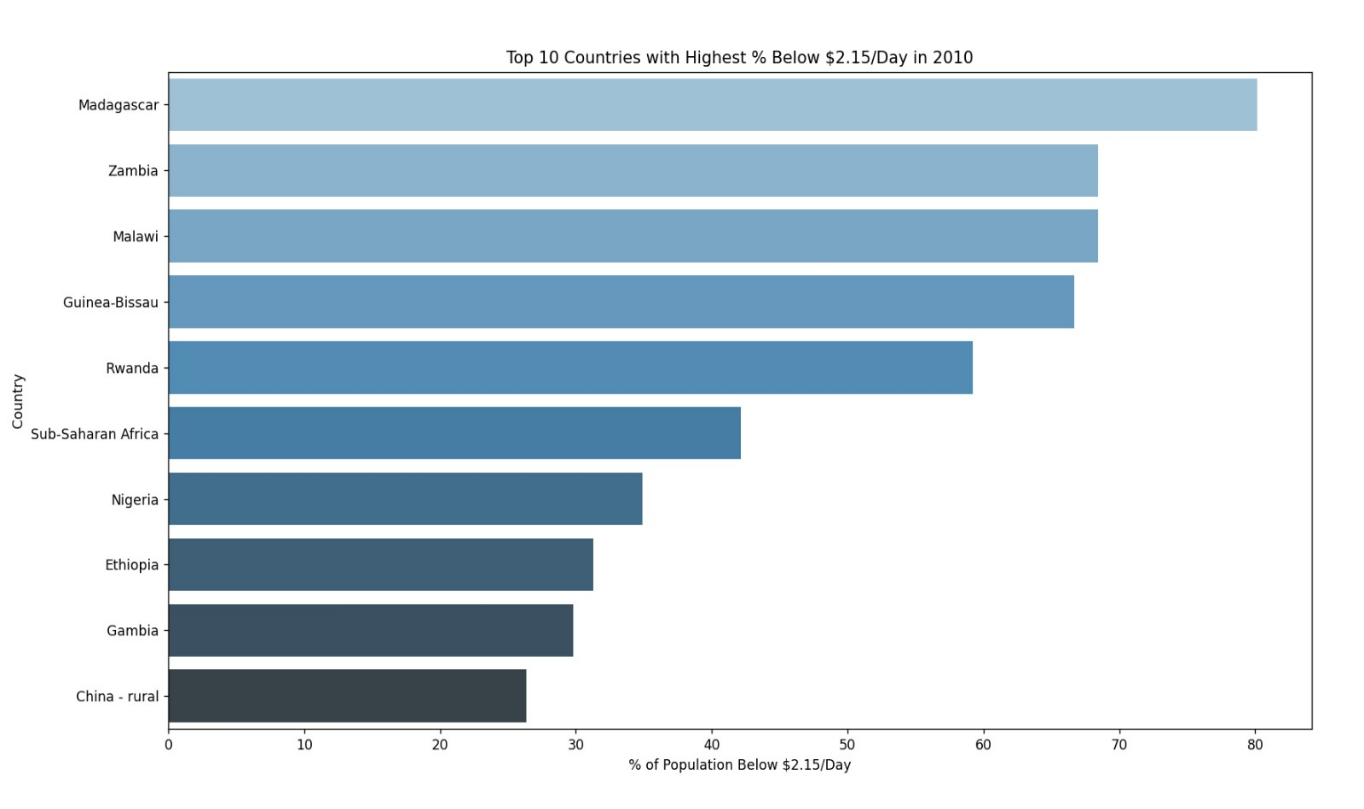 Top 10 Countries with Highest % Below $2.15/Day in 2010
Madagascar
Zambia
Malawi
Guinea-Bissau
Rwanda
Country
Sub-Saharan Africa
Nigeria
Ethiopia
Gambia
China - rural
0 10 20 30 40 50 60 70 80
% of Population Below $2.15/Day